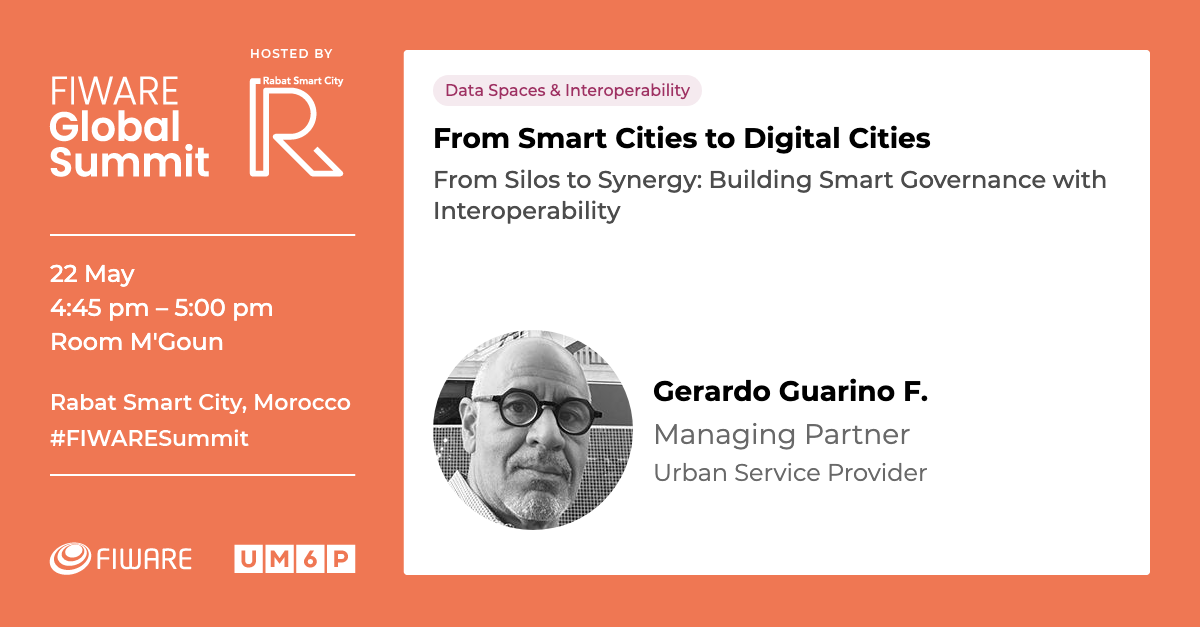 HOSTED BY
FIWARE
Global
Summit
Rabat Smart City
R
22 May
4:45 pm – 5:00 pm
Room M'Goun
Rabat Smart City, Morocco
#FIWARESummit
FIWARE
UM6P
Data Spaces & Interoperability
From Smart Cities to Digital Cities
From Silos to Synergy: Building Smart Governance with
Interoperability
Gerardo Guarino F.
Managing Partner
Urban Service Provider